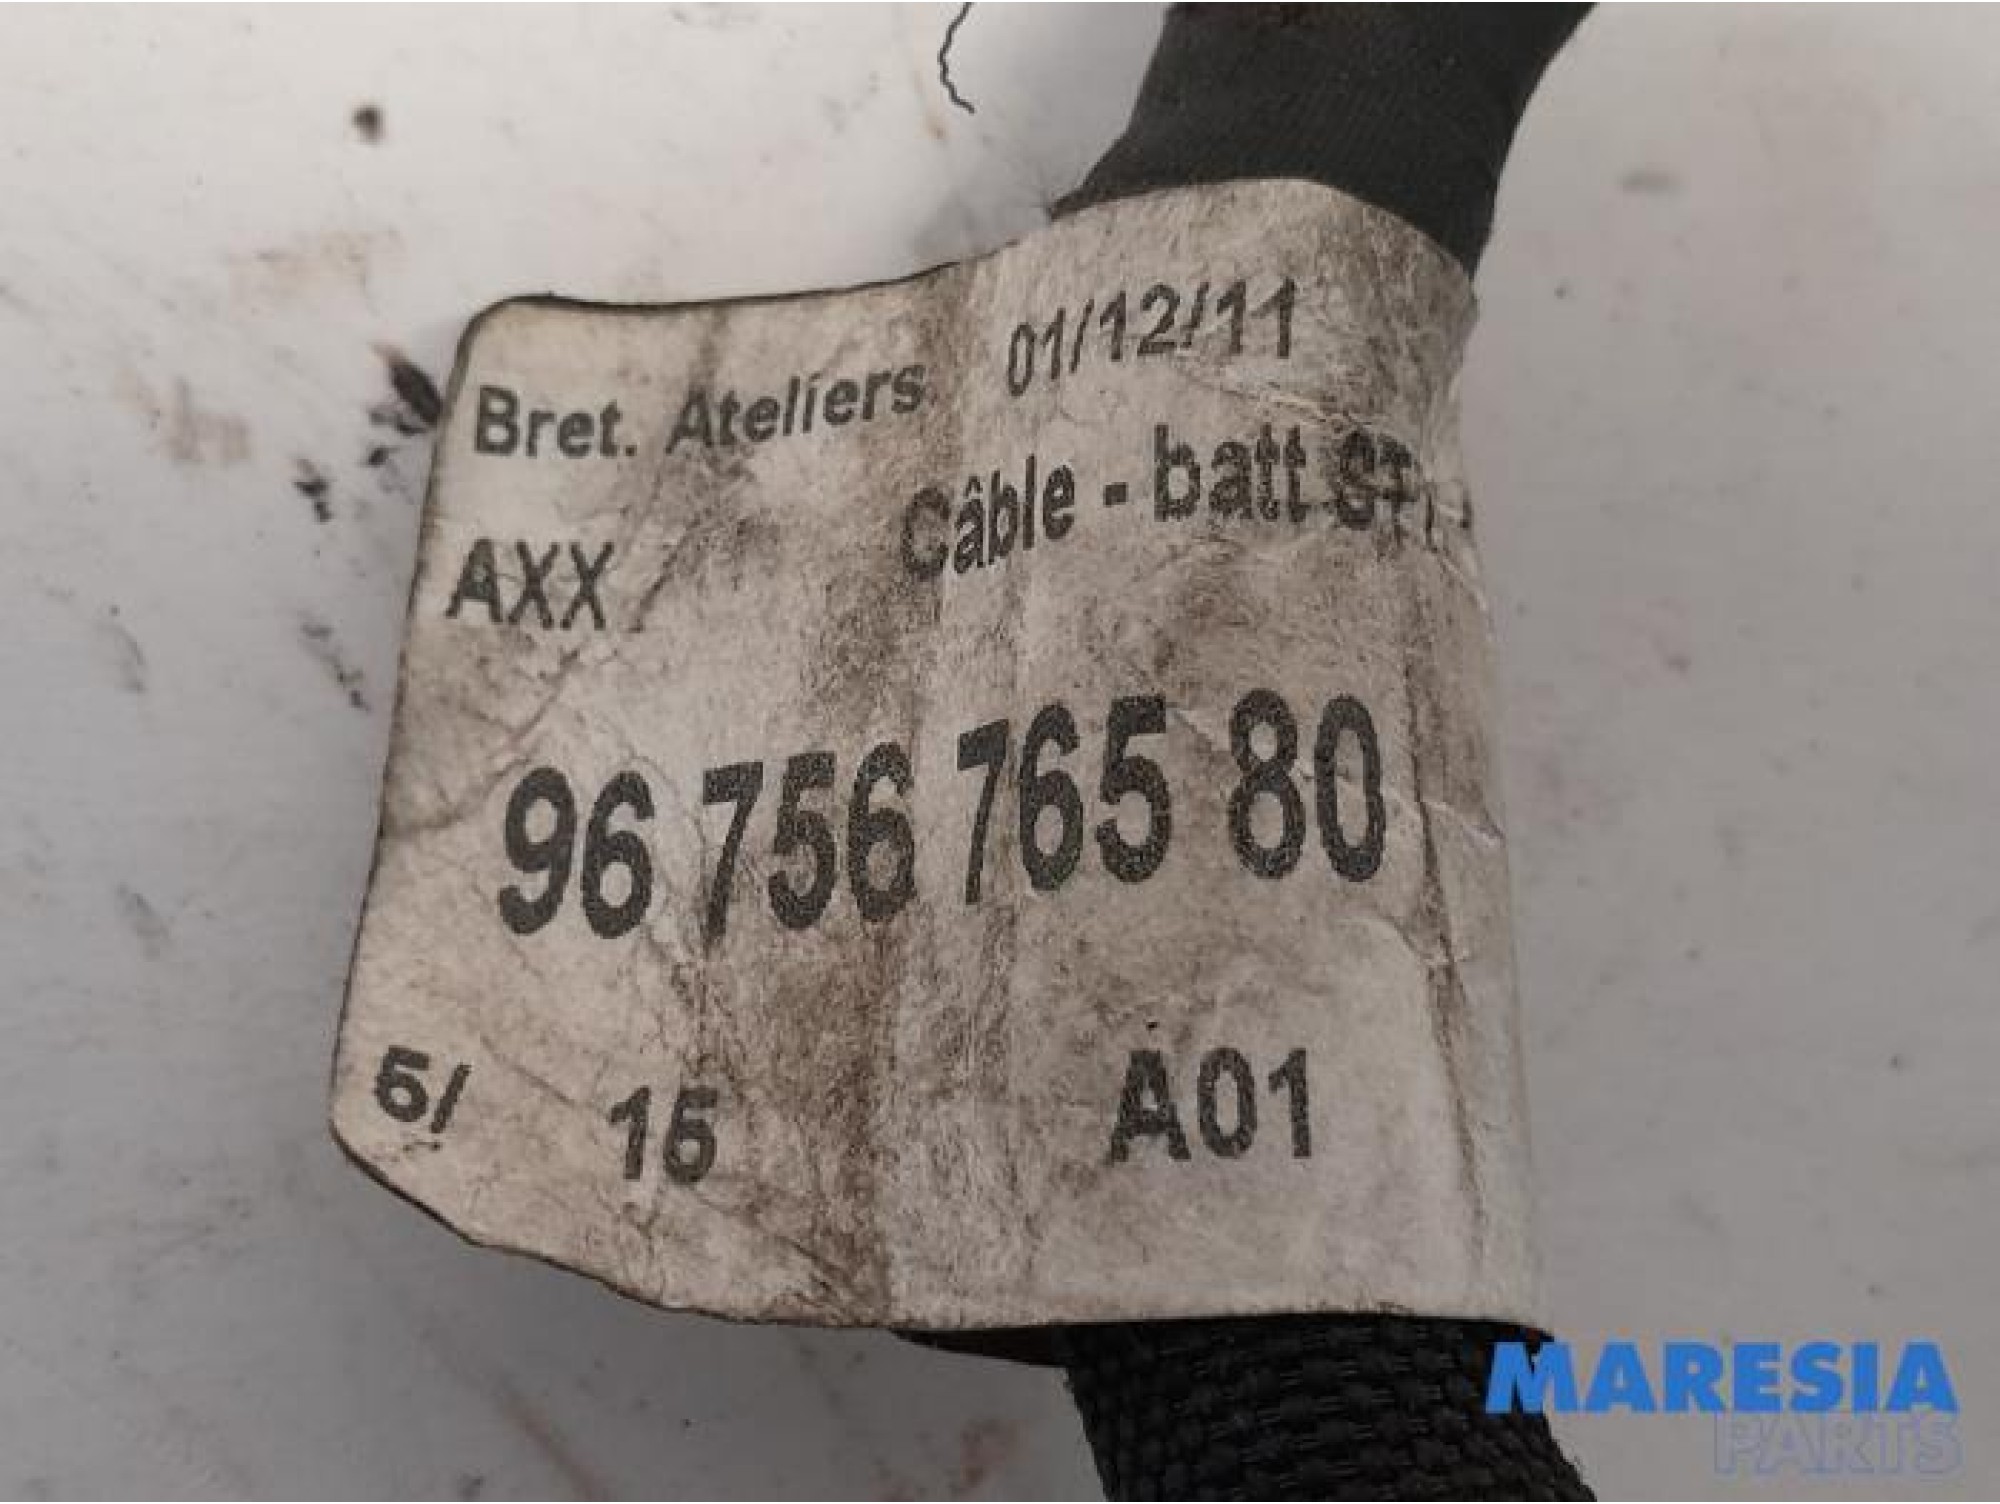 Bret. Ateliers 01/12/11
Câble - batt
AXX
96 756 765 80
5/ 15 A01
MARESIA
PARTS